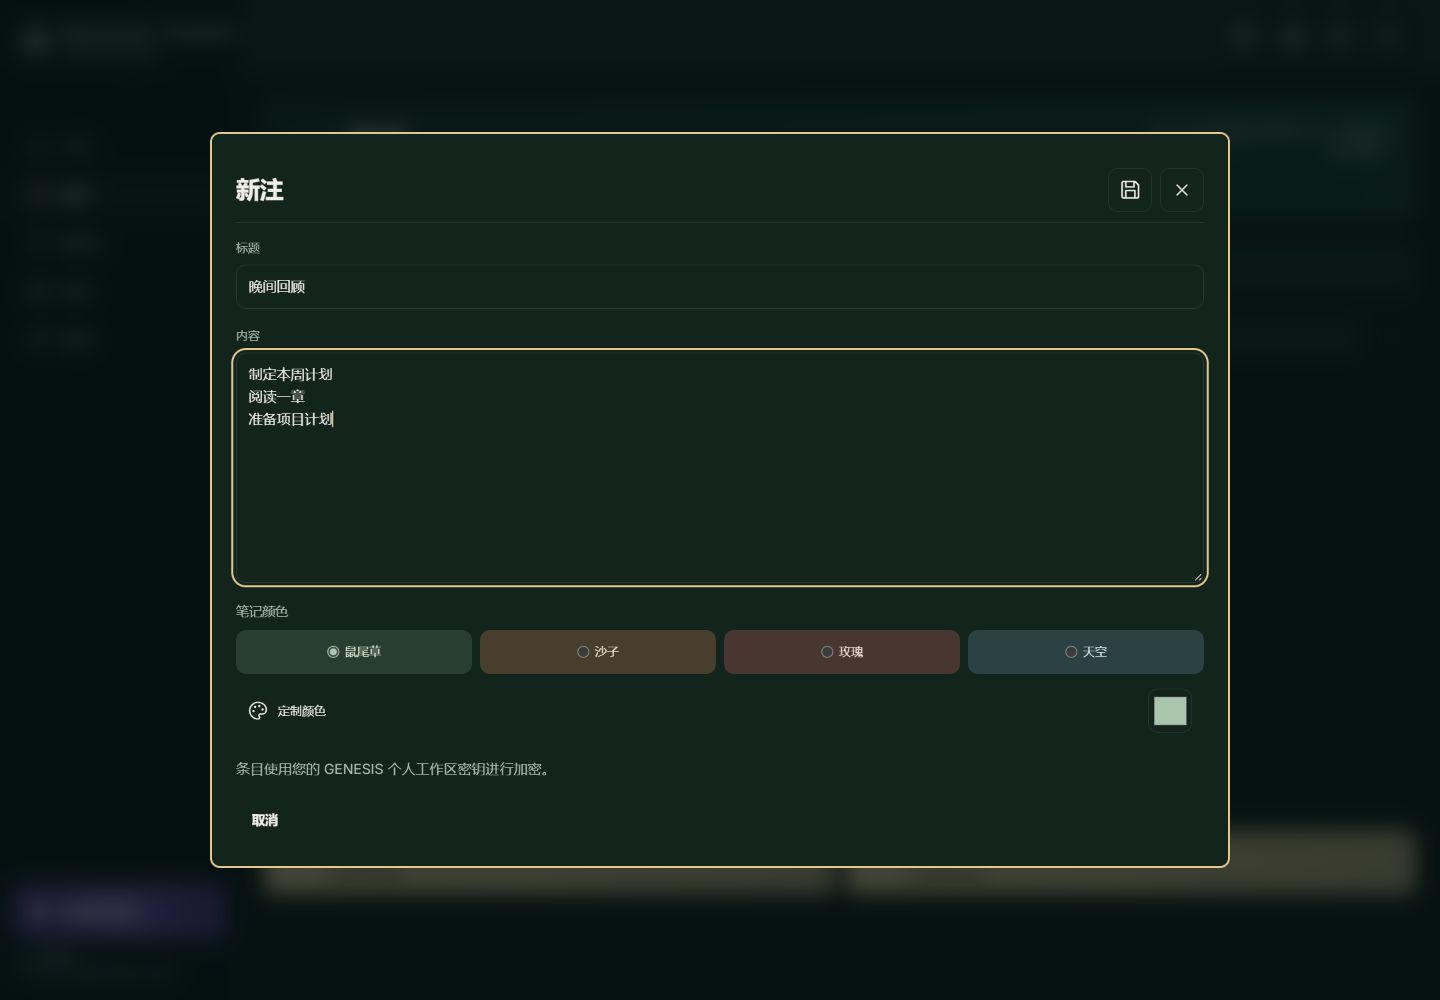 新注
标题
晚间回顾
内容
制定本周计划
阅读一章
准备项目计划
笔记颜色
鼠尾草
沙子
玫瑰
天空
定制颜色
条目使用您的 GENESIS 个人工作区密钥进行加密。
取消